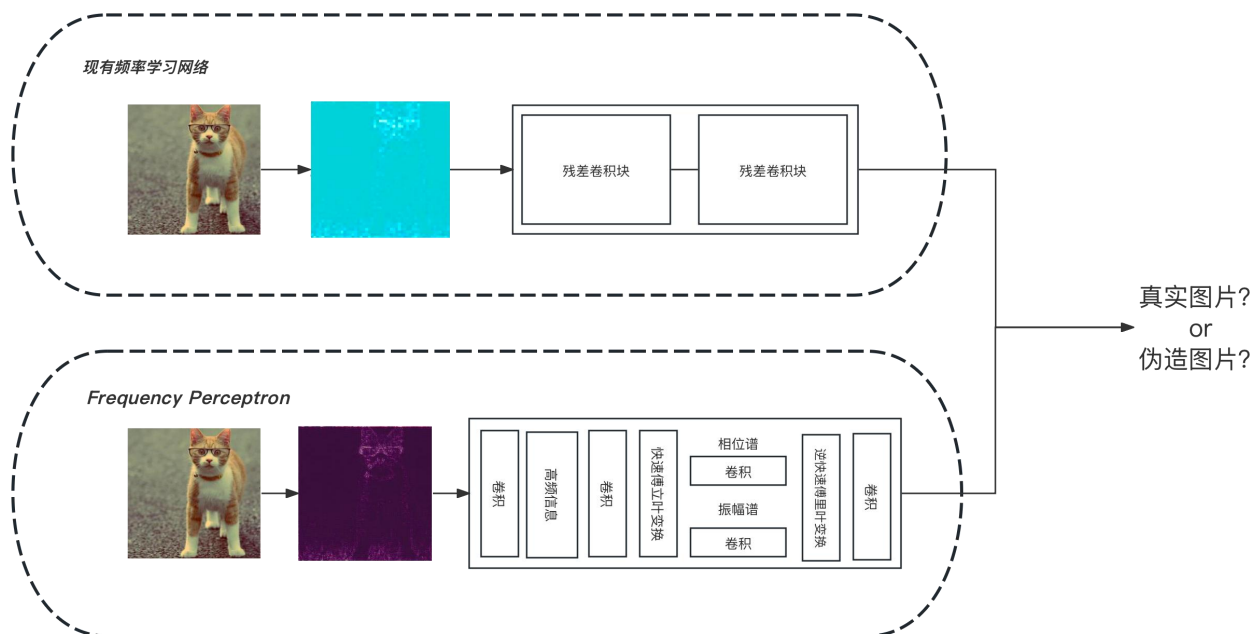 现有频率学习网络
残差卷积块
残差卷积块
真实图片?
or
伪造图片?
Frequency Perceptron
卷积
高频信息
卷积
快速傅立叶变换
相位谱
卷积
振幅谱
卷积
逆快速傅里叶变换
卷积